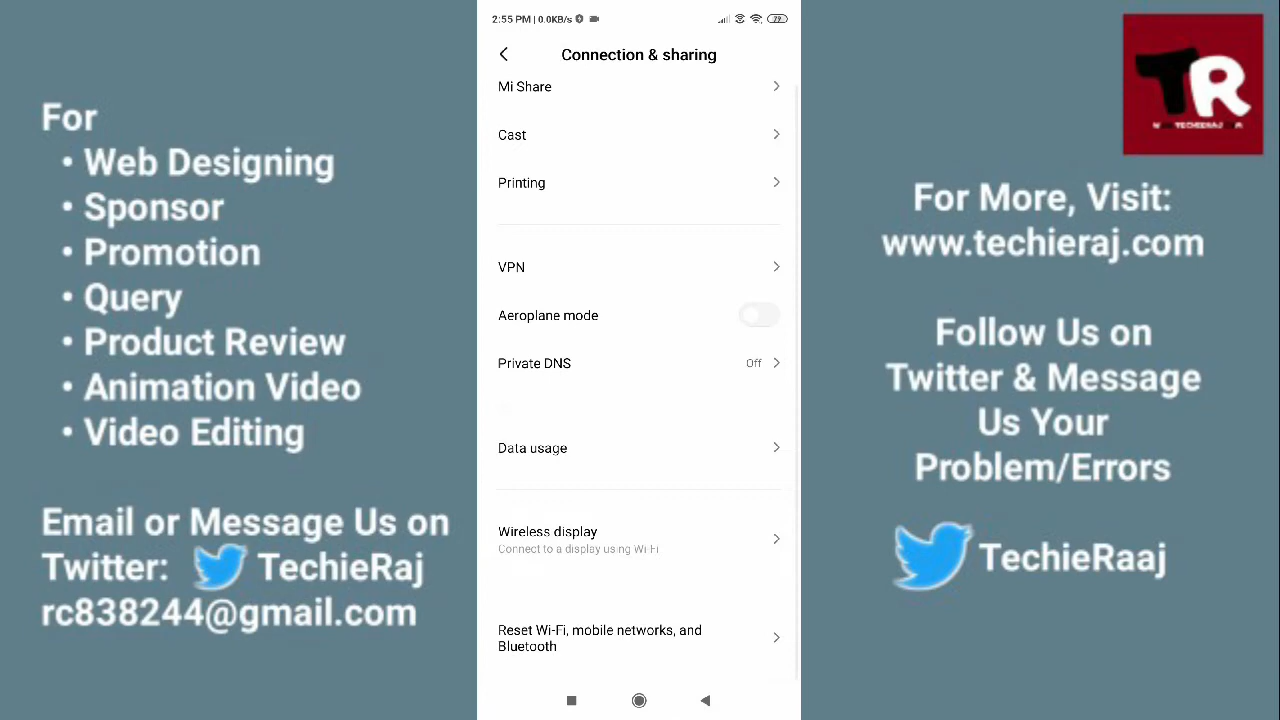 For
• Web Designing
• Sponsor
• Promotion
• Query
• Product Review
• Animation Video
• Video Editing
Email or Message Us on
Twitter: TechieRaj
rc838244@gmail.com
2:55 PM | 0.0KB/s
79
Connection & sharing
Mi Share
Cast
Printing
VPN
Aeroplane mode
Private DNS Off
Data usage
Wireless display
Connect to a display using Wi-Fi
Reset Wi-Fi, mobile networks, and
Bluetooth
TR
For More, Visit:
www.techieraj.com
Follow Us on
Twitter & Message
Us Your
Problem/Errors
TechieRaaj